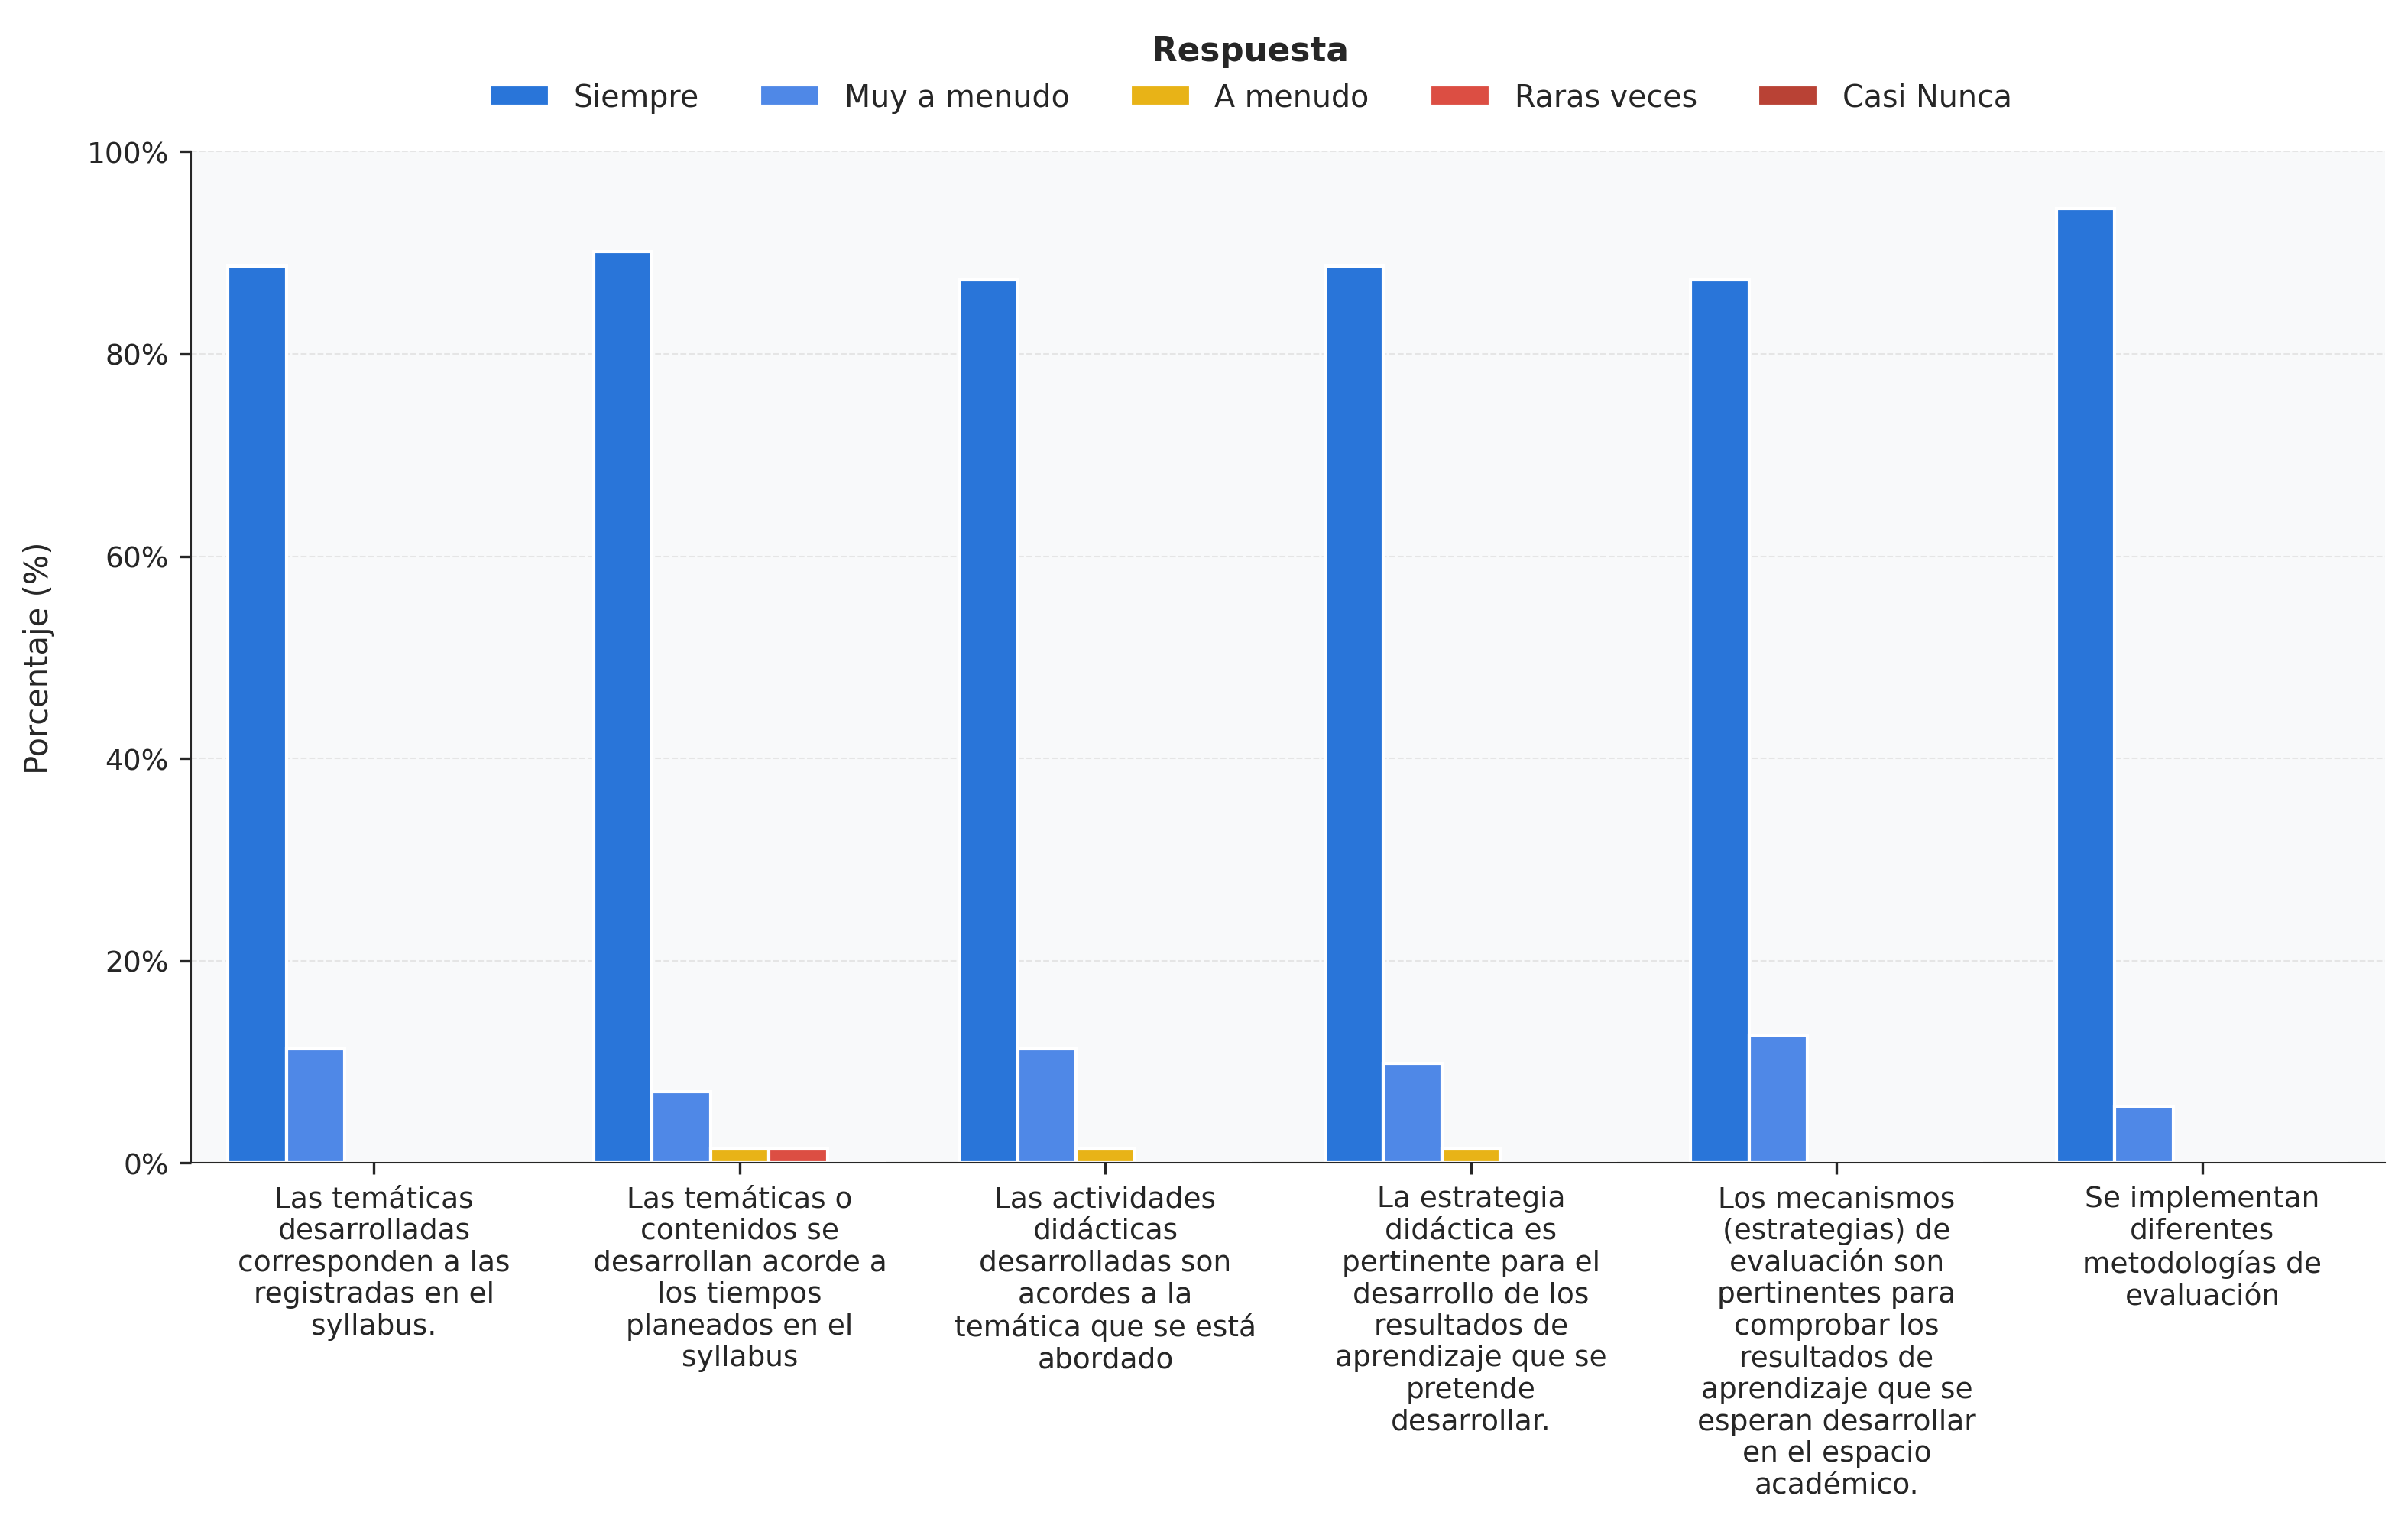 Respuesta
Siempre
Muy a menudo
A menudo
Raras veces
Casi Nunca
Porcentaje (%)
100%
80%
60%
40%
20%
0%
Las temáticas
desarrolladas
corresponden a las
registradas en el
syllabus.
Las temáticas o
contenidos se
desarrollan acorde a
los tiempos
planeados en el
syllabus
Las actividades
didácticas
desarrolladas son
acordes a la
temática que se está
abordado
La estrategia
didáctica es
pertinente para el
desarrollo de los
resultados de
aprendizaje que se
pretende
desarrollar.
Los mecanismos
(estrategias) de
evaluación son
pertinentes para
comprobar los
resultados de
aprendizaje que se
esperan desarrollar
en el espacio
académico.
Se implementan
diferentes
metodologías de
evaluación